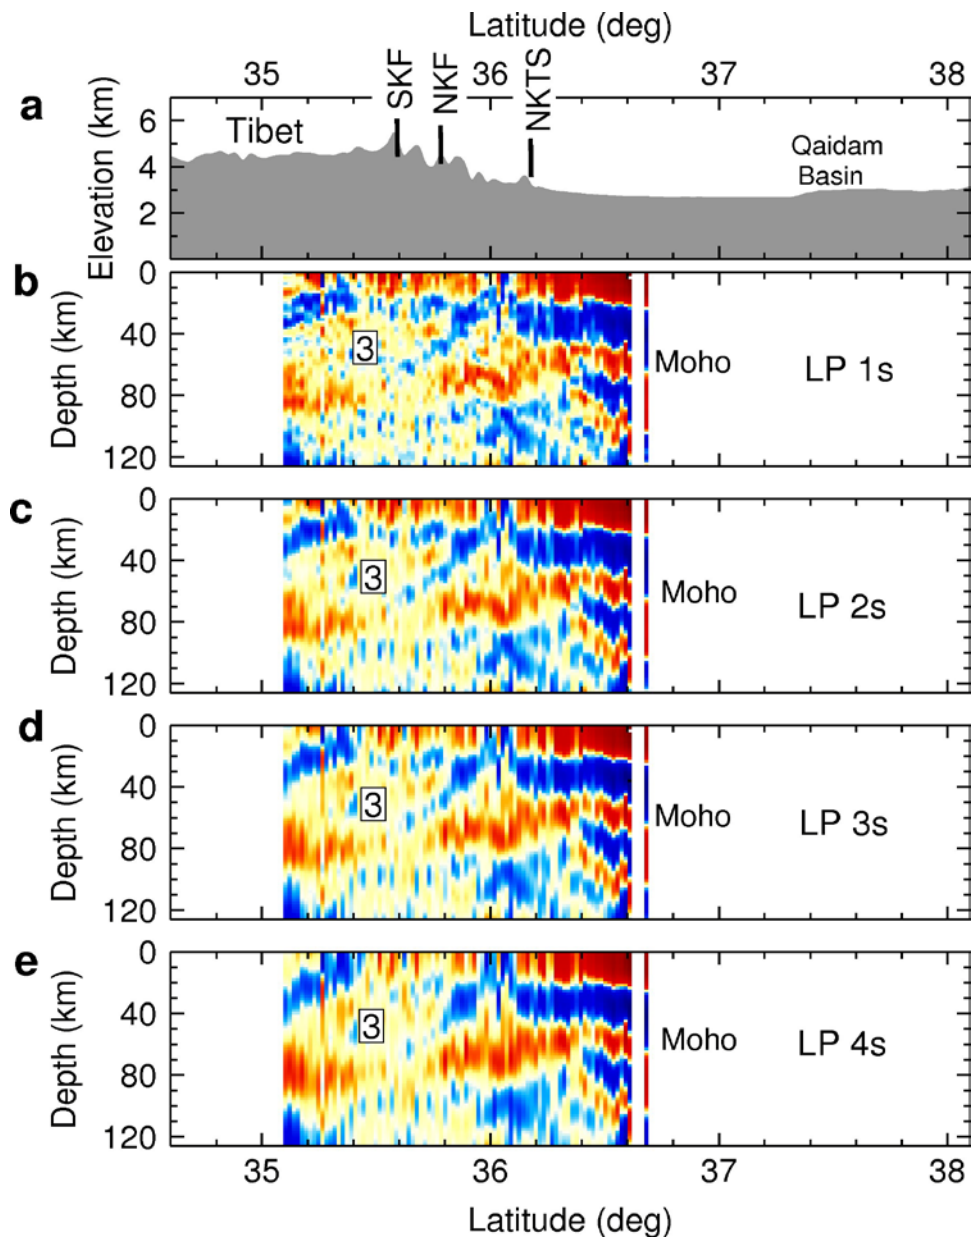 Latitude (deg)
35 36 37 38
SKF
NKF
NKTS
a
Elevation (km)
6
4
2
Tibet
Qaidam
Basin
b
Depth (km)
0
40
80
120
3
Moho
LP 1s
c
Depth (km)
0
40
80
120
3
Moho
LP 2s
d
Depth (km)
0
40
80
120
3
Moho
LP 3s
e
Depth (km)
0
40
80
120
3
Moho
LP 4s
35 36 37 38
Latitude (deg)